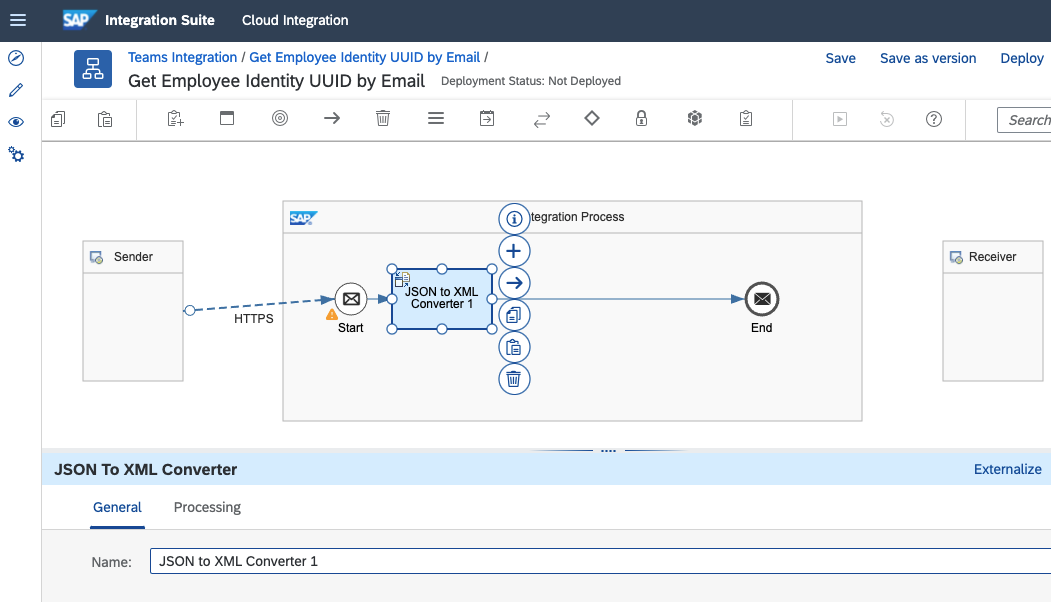 SAP Integration Suite Cloud Integration
Teams Integration / Get Employee Identity UUID by Email /
Save Save as version Deploy
Get Employee Identity UUID by Email Deployment Status: Not Deployed
Search
SAP tegration Process
Sender
Receiver
JSON to XML
Converter 1
HTTPS
Start
End
JSON To XML Converter Externalize
General Processing
Name: JSON to XML Converter 1